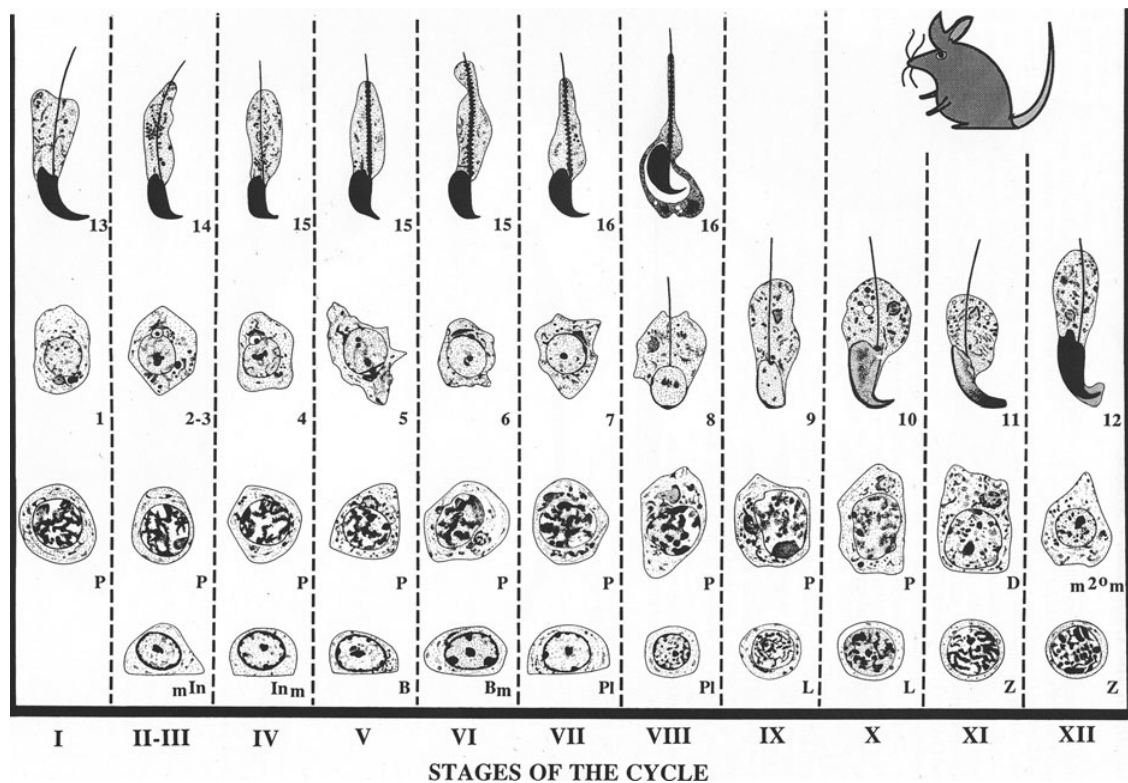 13 14 15 15 15 16 16
1 2-3 4 5 6 7 8 9 10 11 12
P P P P P P P P P D m2°m
mIn Inm B Bm Pl Pl L L Z Z
I II-III IV V VI VII VIII IX X XI XII
STAGES OF THE CYCLE